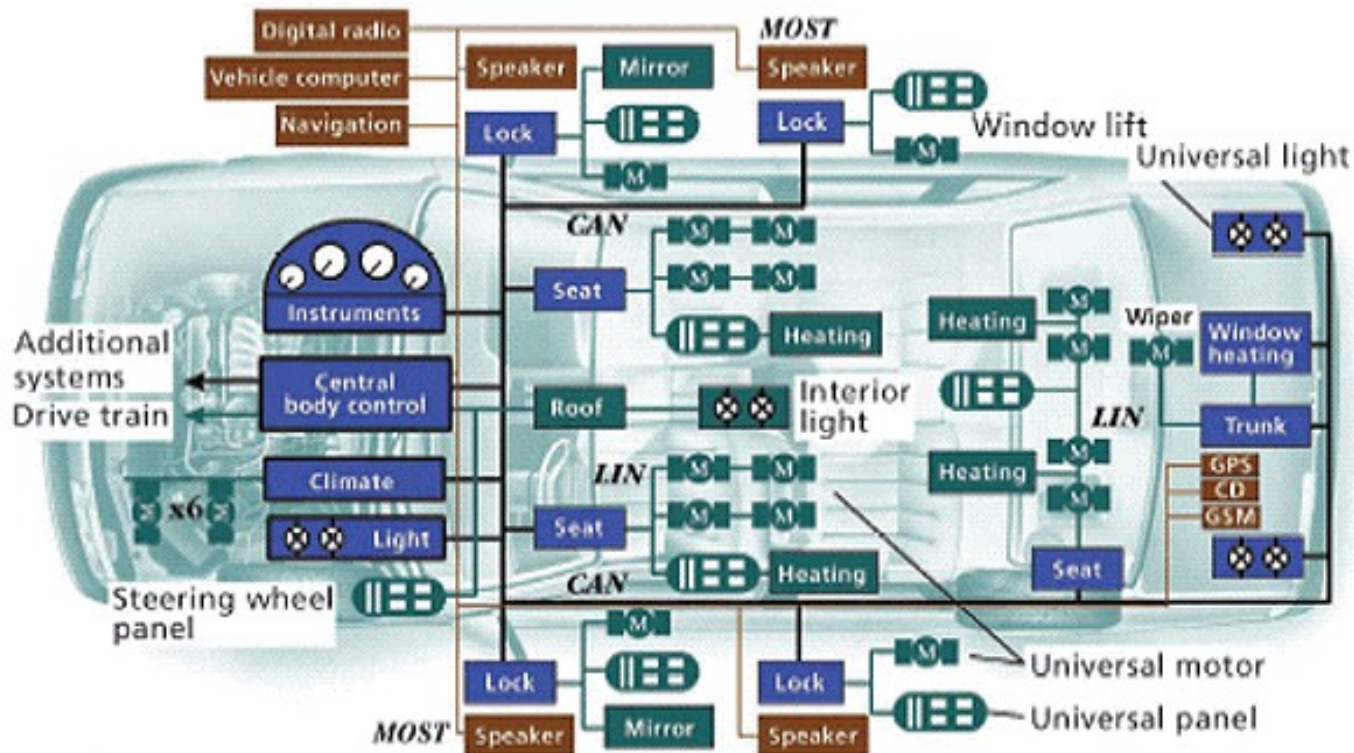 Digital radio
Vehicle computer
Navigation
MOST
Speaker
Mirror
Speaker
Lock
Lock
M
M
Window lift
Universal light
CAN
M
M
Instruments
Seat
M
M
Heating
Heating
M
M
Wiper
M
Window
heating
Additional
systems
Drive train
Central
body control
Roof
Interior
light
LIN
Trunk
LIN
M
M
Climate
Seat
M
M
Heating
M
M
GPS
CD
GSM
M
x6
M
Light
Heating
Seat
CAN
Steering wheel
panel
M
Lock
Lock
M
Universal motor
Mirror
Universal panel
MOST
Speaker
Speaker